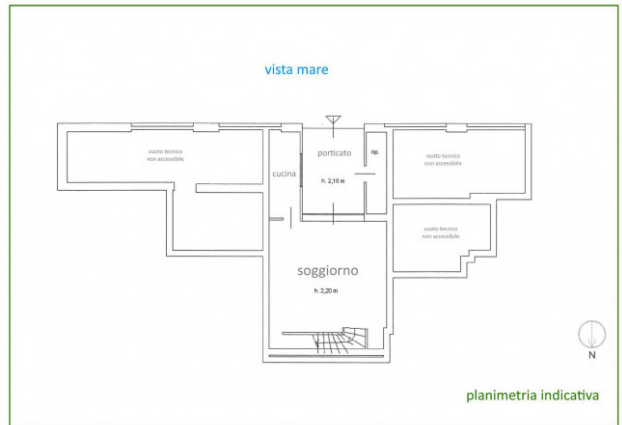 vista mare
vuoto tecnico
non accessibile
cucina
porticato
h. 2,10 m
rip.
vuoto tecnico
non accessibile
vuoto tecnico
non accessibile
soggiorno
h. 2,20 m
N
planimetria indicativa